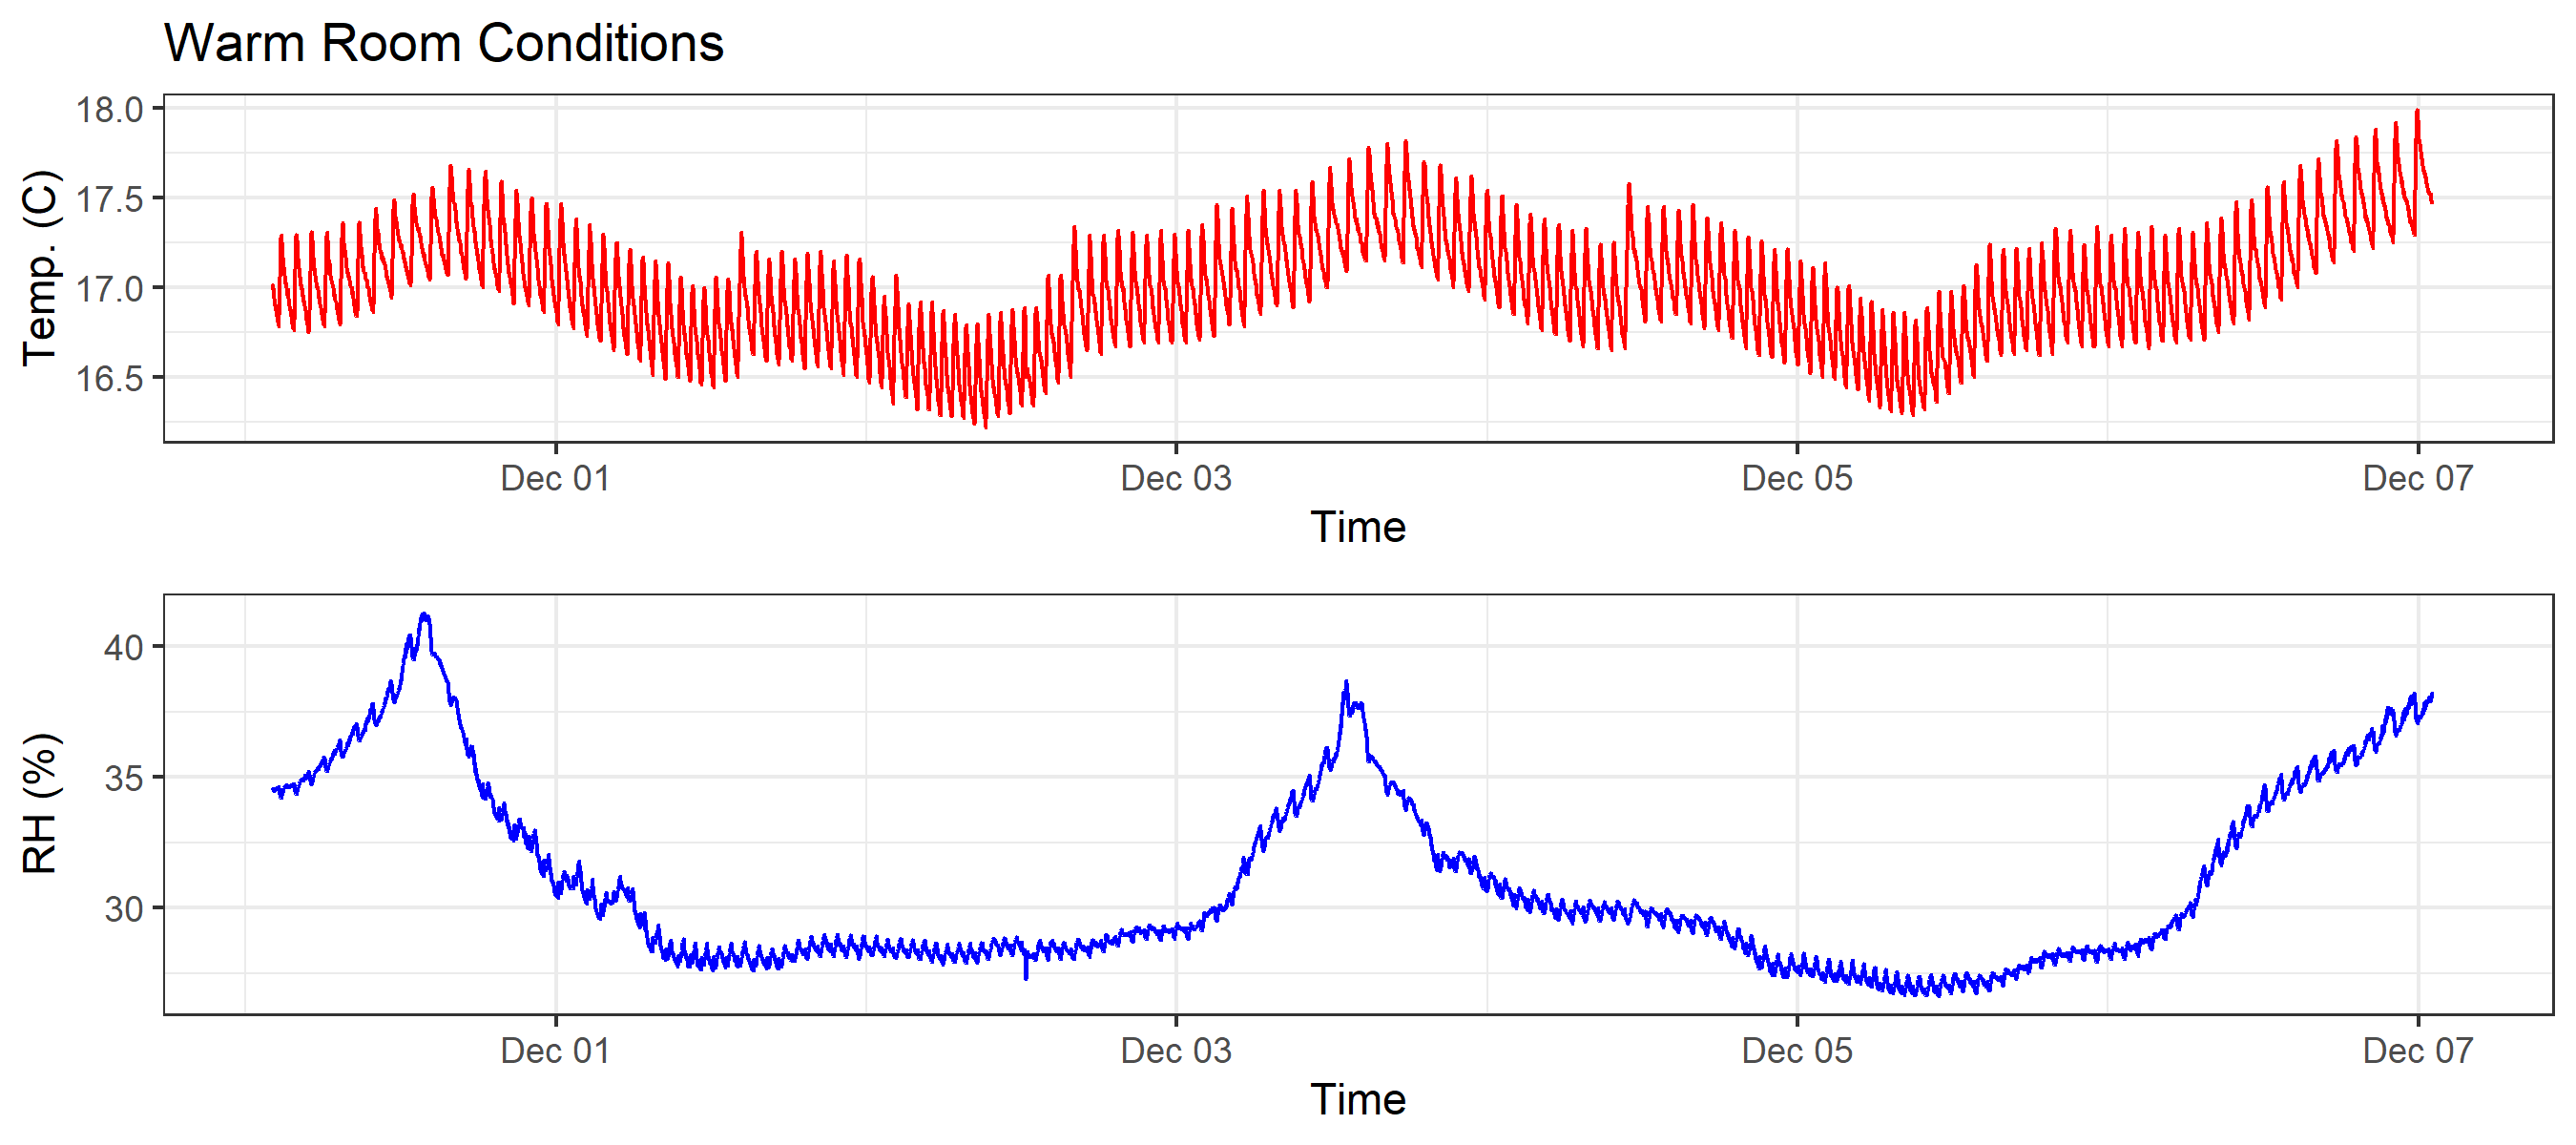 Warm Room Conditions
18.0
17.5
17.0
16.5
Temp. (C)
Dec 01 Dec 03 Dec 05 Dec 07
Time
40
35
30
RH (%)
Dec 01 Dec 03 Dec 05 Dec 07
Time